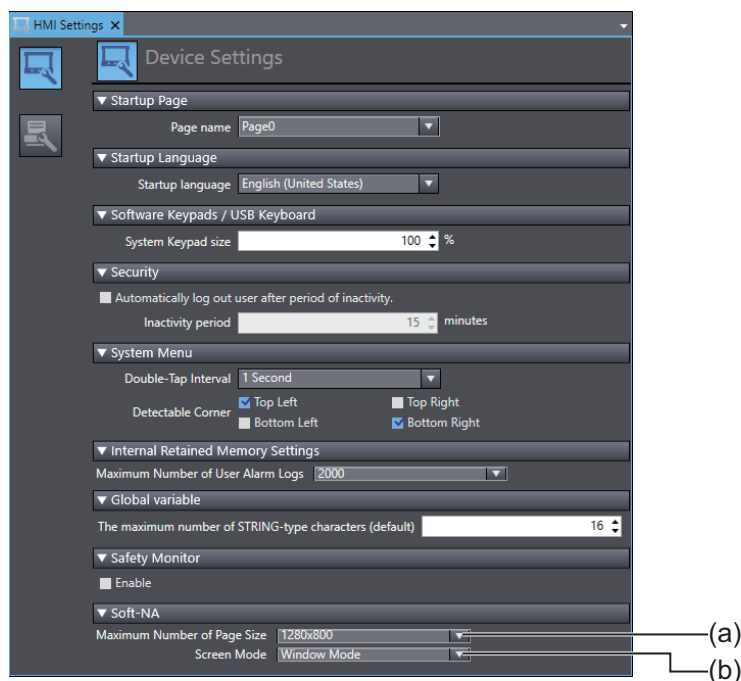 HMI Settings
Device Settings
Startup Page
Page name Page0
Startup Language
Startup language English (United States)
Software Keypads / USB Keyboard
System Keypad size 100 %
Security
Automatically log out user after period of inactivity.
Inactivity period 15 minutes
System Menu
Double-Tap Interval 1 Second
Detectable Corner Top Left Top Right
Bottom Left Bottom Right
Internal Retained Memory Settings
Maximum Number of User Alarm Logs 2000
Global variable
The maximum number of STRING-type characters (default) 16
Safety Monitor
Enable
Soft-NA
Maximum Number of Page Size 1280x800 (a)
Screen Mode Window Mode (b)